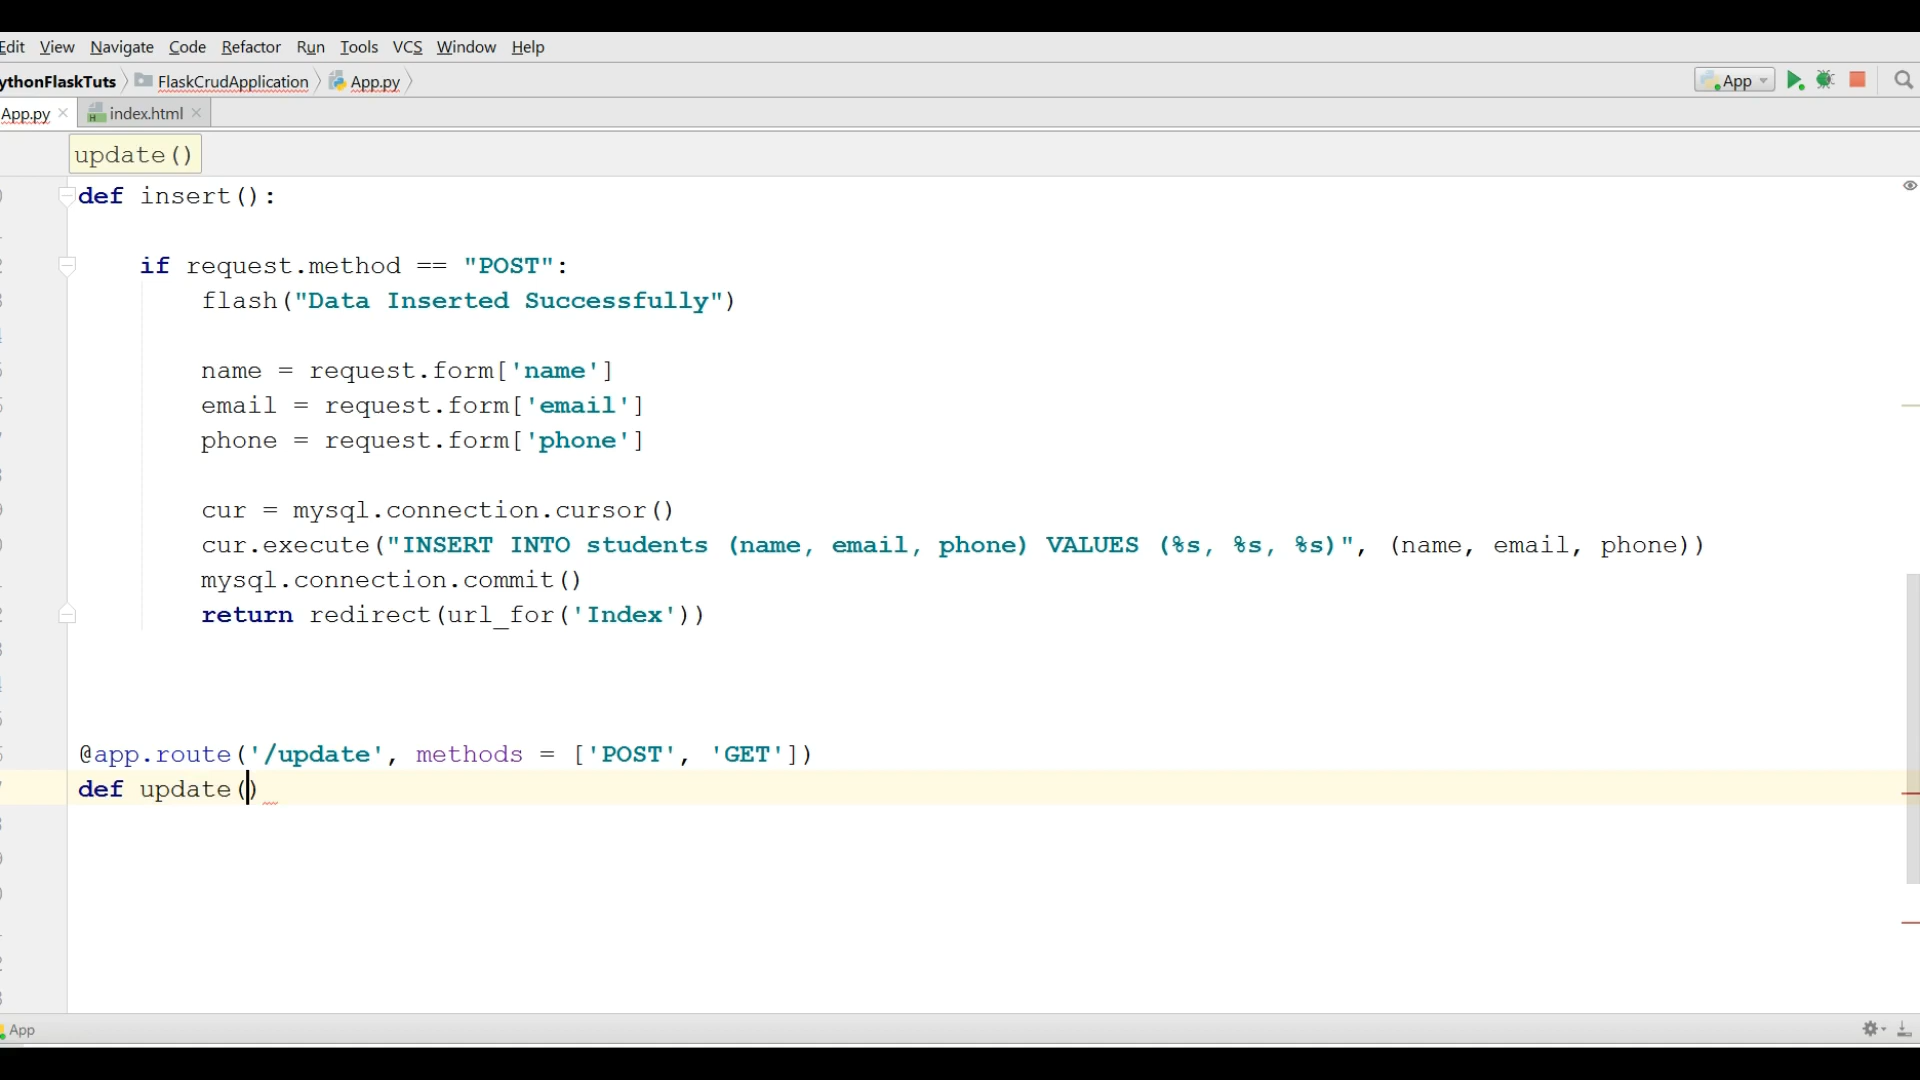 Edit View Navigate Code Refactor Run Tools VCS Window Help
ythonFlaskTuts FlaskCrudApplication App.py App
App.py index.html
update()
def insert():
if request.method == "POST":
flash("Data Inserted Successfully")
name = request.form['name']
email = request.form['email']
phone = request.form['phone']
cur = mysql.connection.cursor()
cur.execute("INSERT INTO students (name, email, phone) VALUES (%s, %s, %s)", (name, email, phone))
mysql.connection.commit()
return redirect(url_for('Index'))
@app.route('/update', methods = ['POST', 'GET'])
def update()
App